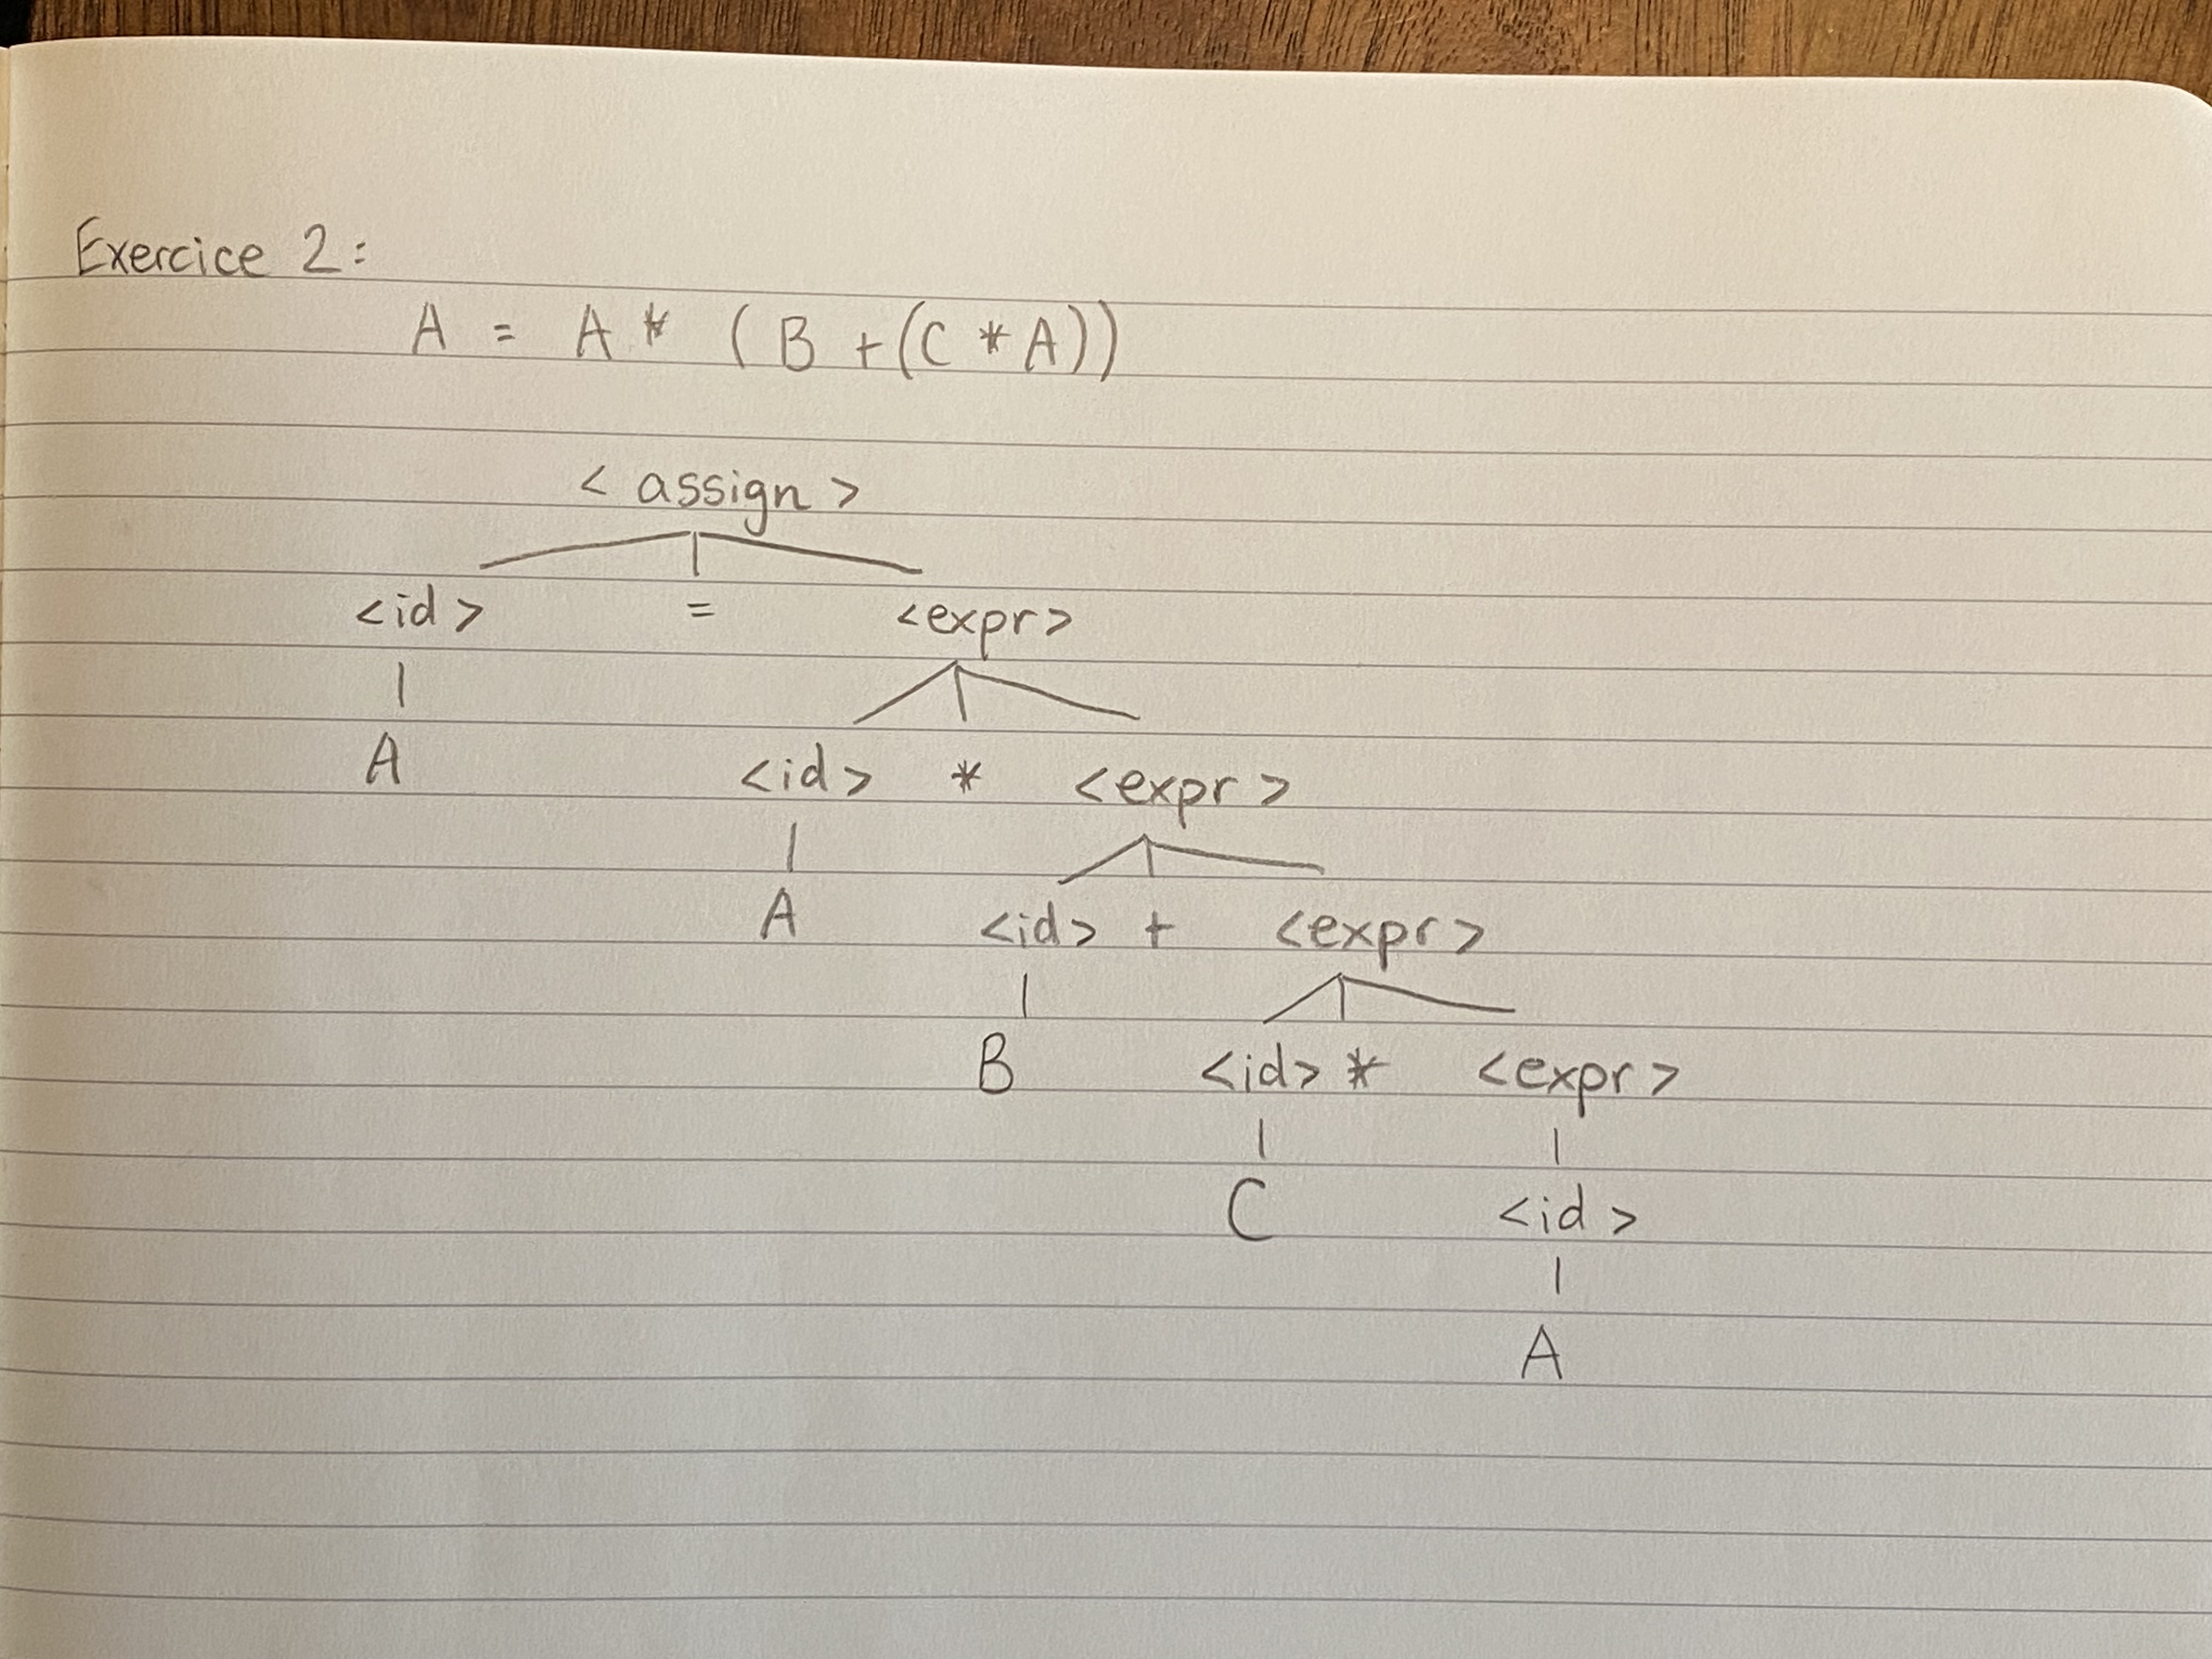 Exercice 2:
A = A * ( B + (C * A))
< assign >
<id> = <expr>
A
<id> * <expr>
A
<id> + <expr>
B
<id> * <expr>
C
<id>
A